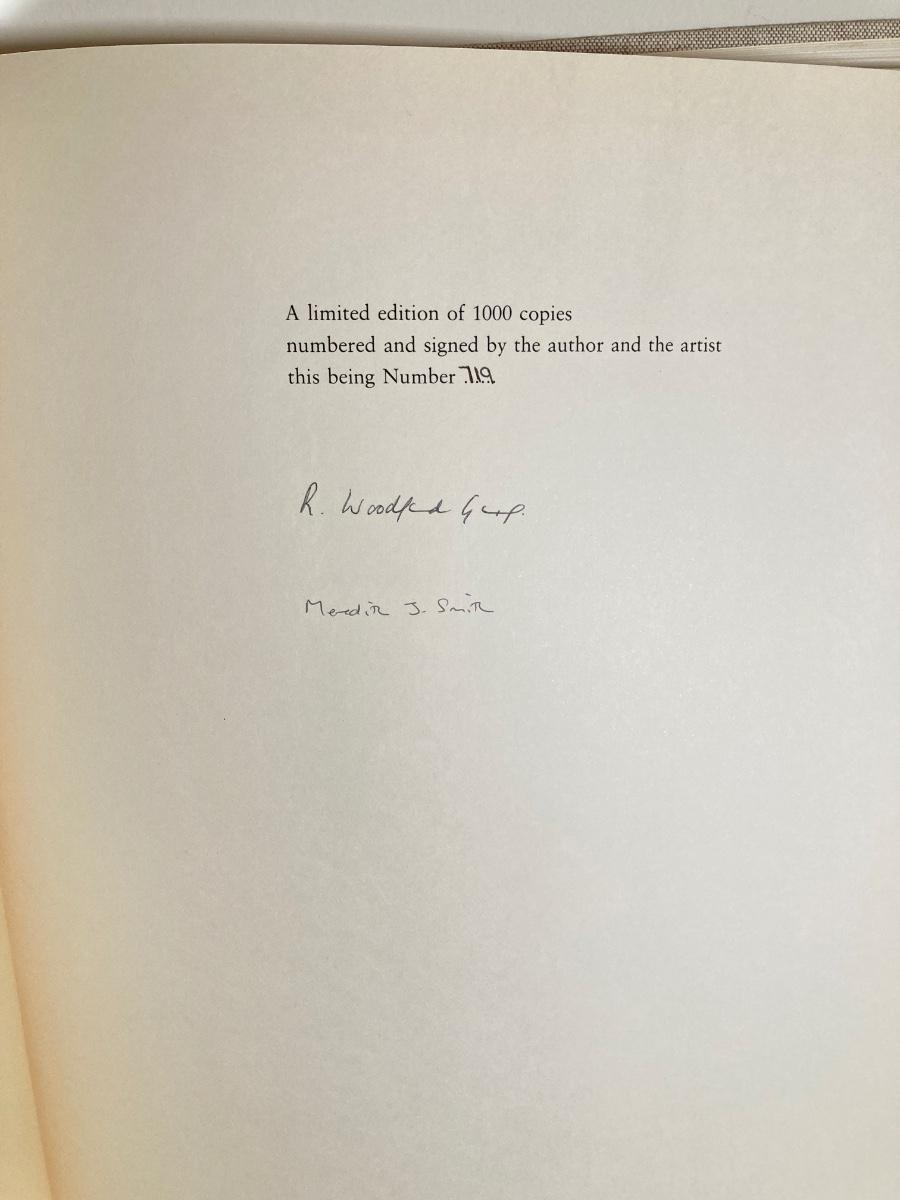 A limited edition of 1000 copies
numbered and signed by the author and the artist
this being Number 719
R. Woodford
Meredith J. Smith